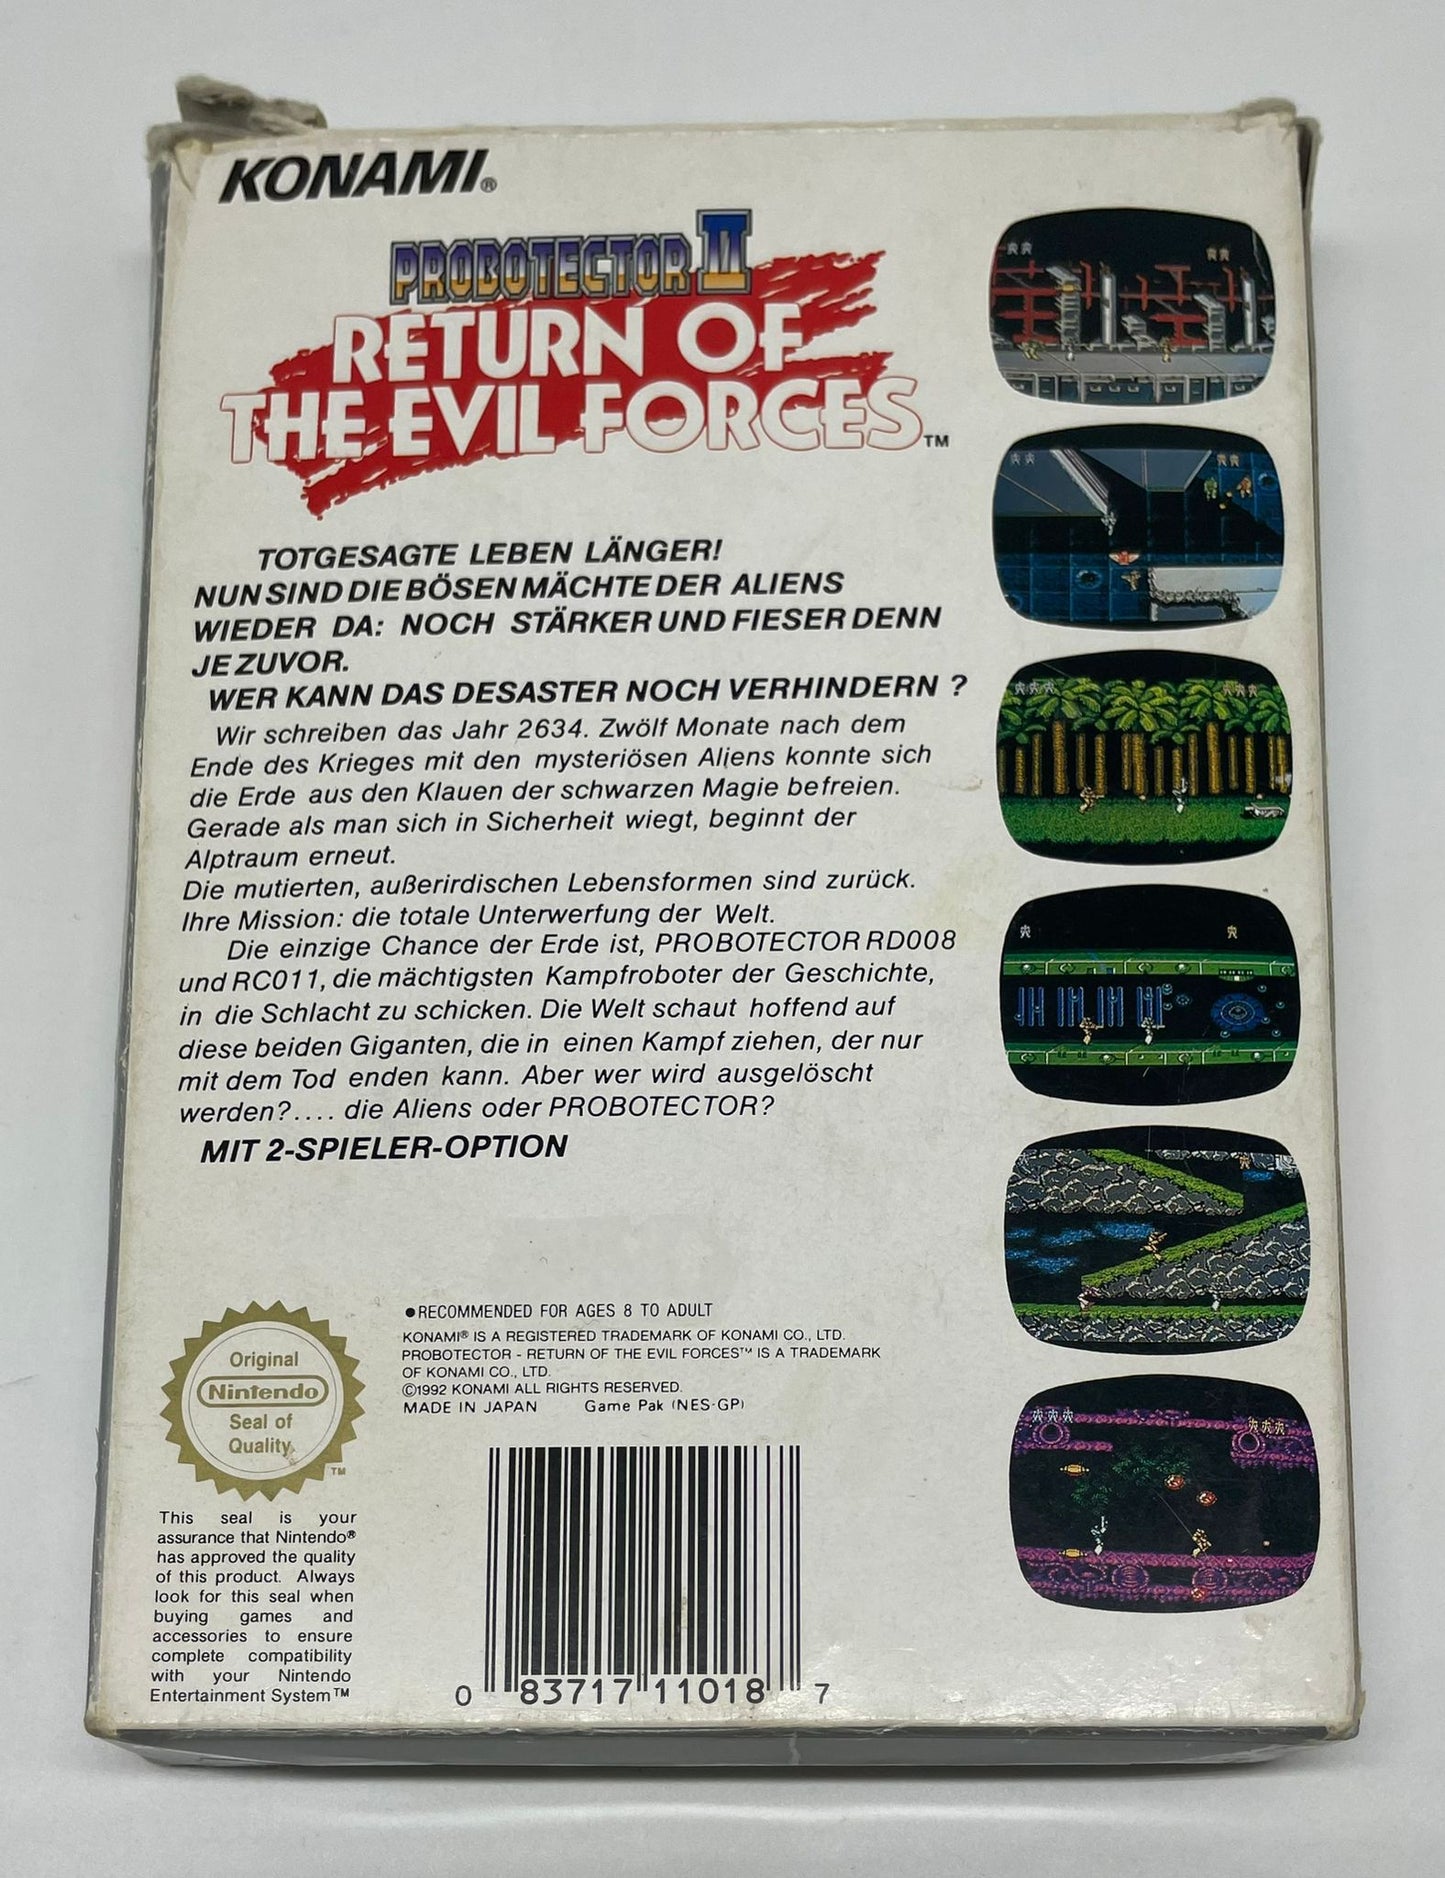 KONAMI®
PROBOTECTOR II
RETURN OF
THE EVIL FORCES™
TOTGESAGTE LEBEN LÄNGER!
NUN SIND DIE BÖSEN MÄCHTE DER ALIENS
WIEDER DA: NOCH STÄRKER UND FIESER DENN
JE ZUVOR.
WER KANN DAS DESASTER NOCH VERHINDERN ?
Wir schreiben das Jahr 2634. Zwölf Monate nach dem
Ende des Krieges mit den mysteriösen Aliens konnte sich
die Erde aus den Klauen der schwarzen Magie befreien.
Gerade als man sich in Sicherheit wiegt, beginnt der
Alptraum erneut.
Die mutierten, außerirdischen Lebensformen sind zurück.
Ihre Mission: die totale Unterwerfung der Welt.
Die einzige Chance der Erde ist, PROBOTECTOR RD008
und RC011, die mächtigsten Kampfroboter der Geschichte,
in die Schlacht zu schicken. Die Welt schaut hoffend auf
diese beiden Giganten, die in einen Kampf ziehen, der nur
mit dem Tod enden kann. Aber wer wird ausgelöscht
werden?.... die Aliens oder PROBOTECTOR?
MIT 2-SPIELER-OPTION
●RECOMMENDED FOR AGES 8 TO ADULT
KONAMI® IS A REGISTERED TRADEMARK OF KONAMI CO., LTD.
PROBOTECTOR - RETURN OF THE EVIL FORCES™ IS A TRADEMARK
OF KONAMI CO., LTD.
©1992 KONAMI ALL RIGHTS RESERVED.
MADE IN JAPAN Game Pak (NES-GP)
Original
Nintendo
Seal of
Quality
™
This seal is your
assurance that Nintendo®
has approved the quality
of this product. Always
look for this seal when
buying games and
accessories to ensure
complete compatibility
with your Nintendo
Entertainment System™
0 83717 11018 7